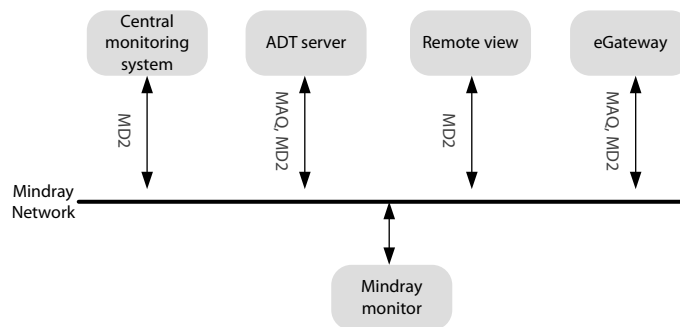 Central
monitoring
system
ADT server
Remote view
eGateway
MD2
MAQ, MD2
MD2
MAQ, MD2
Mindray
Network
Mindray
monitor